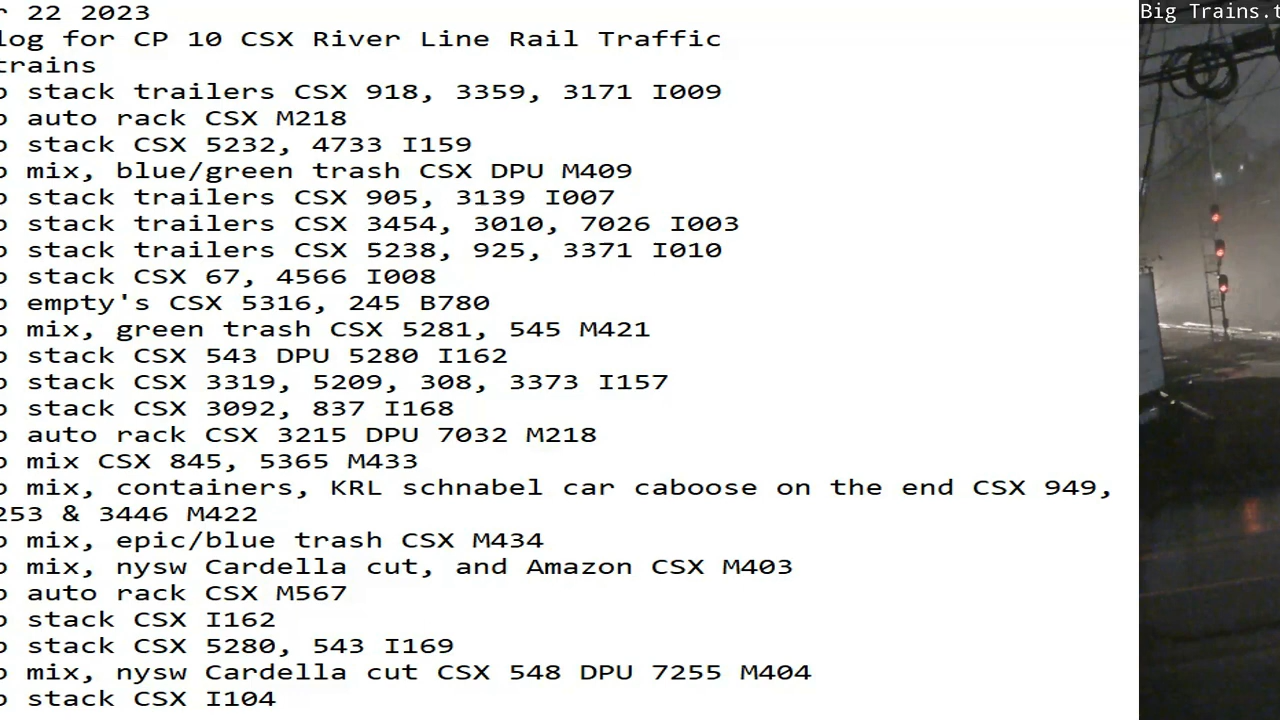 22 2023
log for CP 10 CSX River Line Rail Traffic
trains
stack trailers CSX 918, 3359, 3171 I009
auto rack CSX M218
stack CSX 5232, 4733 I159
mix, blue/green trash CSX DPU M409
stack trailers CSX 905, 3139 I007
stack trailers CSX 3454, 3010, 7026 I003
stack trailers CSX 5238, 925, 3371 I010
stack CSX 67, 4566 I008
empty's CSX 5316, 245 B780
mix, green trash CSX 5281, 545 M421
stack CSX 543 DPU 5280 I162
stack CSX 3319, 5209, 308, 3373 I157
stack CSX 3092, 837 I168
auto rack CSX 3215 DPU 7032 M218
mix CSX 845, 5365 M433
mix, containers, KRL schnabel car caboose on the end CSX 949,
253 & 3446 M422
mix, epic/blue trash CSX M434
mix, nysw Cardella cut, and Amazon CSX M403
auto rack CSX M567
stack CSX I162
stack CSX 5280, 543 I169
mix, nysw Cardella cut CSX 548 DPU 7255 M404
stack CSX I104
Big Trains.t